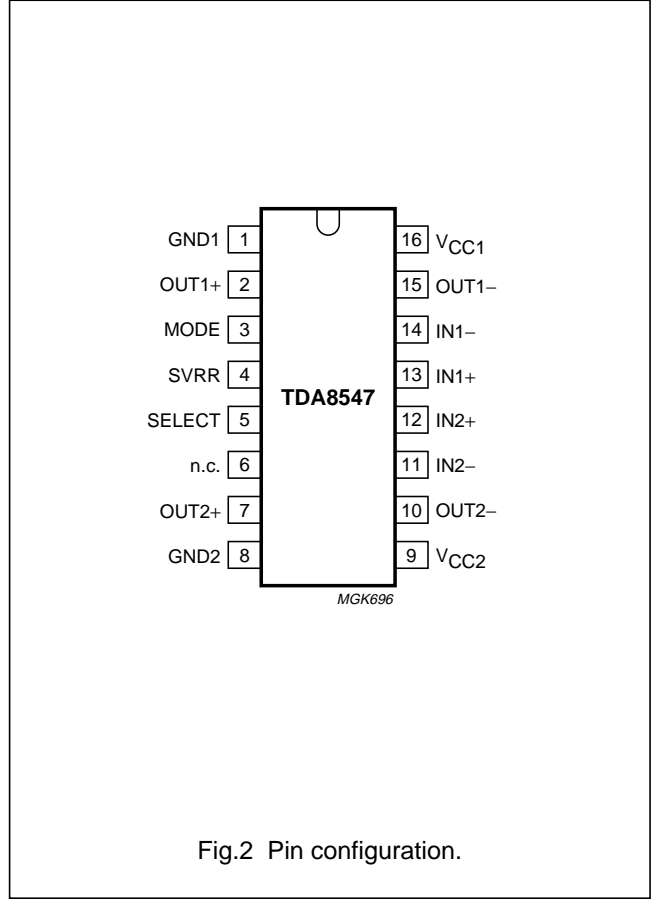 GND1 1 16 VCC1
OUT1+ 2 15 OUT1−
MODE 3 14 IN1−
SVRR 4 13 IN1+
TDA8547
SELECT 5 12 IN2+
n.c. 6 11 IN2−
OUT2+ 7 10 OUT2−
GND2 8 9 VCC2
MGK696
Fig.2 Pin configuration.